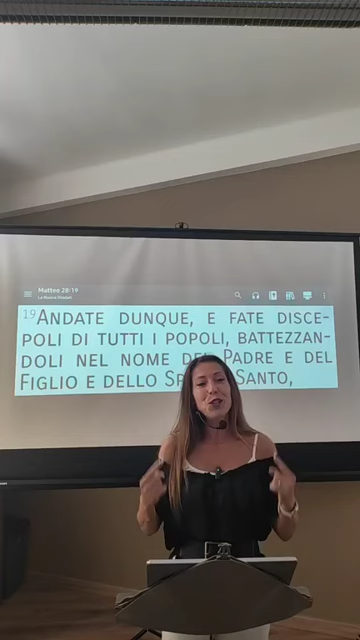 Matteo 28:19
La Nuova Diodati
19ANDATE DUNQUE, E FATE DISCE-
POLI DI TUTTI I POPOLI, BATTEZZAN-
DOLI NEL NOME DEL PADRE E DEL
FIGLIO E DELLO SANTO,